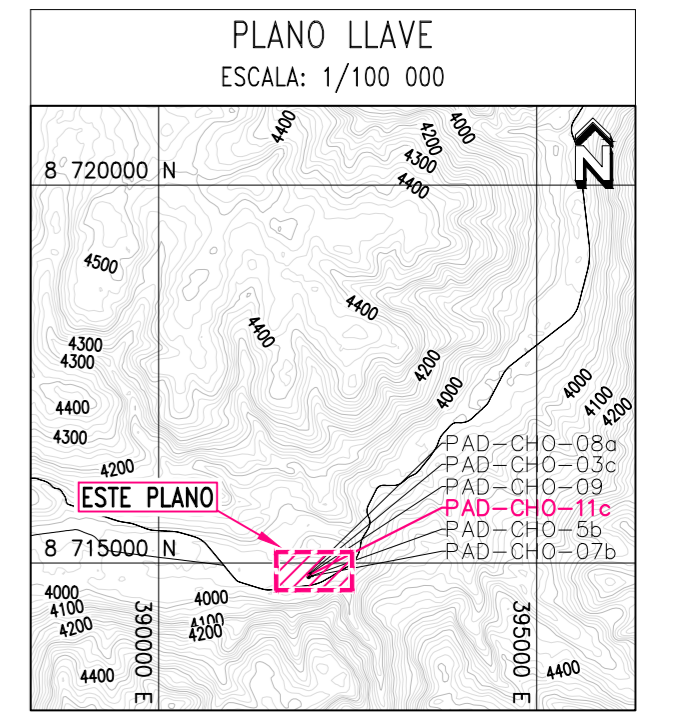 PLANO LLAVE
ESCALA: 1/100 000
4400
4000
4200
4300
4400
N
8 720000 N
4500
4400
4400
4300
4300
4200
4000
4000
4100
4200
4400
4300
4200
PAD-CHO-08a
PAD-CHO-03c
PAD-CHO-09
PAD-CHO-11c
PAD-CHO-5b
PAD-CHO-07b
ESTE PLANO
8 715000 N
4000
4100
4200
390000 E
4000
4100
4200
395000 E
4400
4400